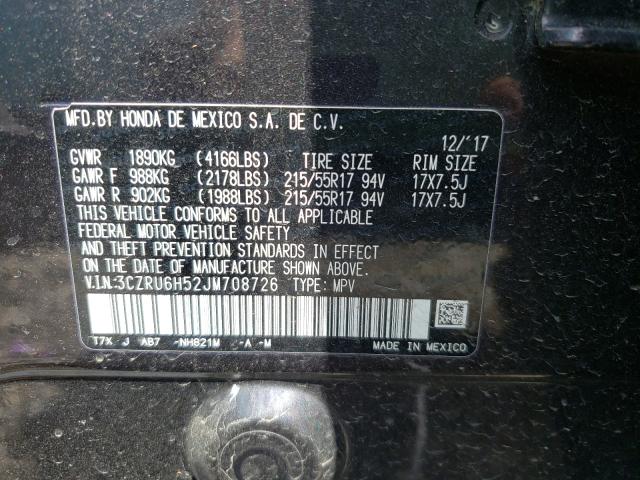 MFD.BY HONDA DE MEXICO S.A. DE C.V.
12/'17
GVWR 1890KG (4166LBS) TIRE SIZE RIM SIZE
GAWR F 988KG (2178LBS) 215/55R17 94V 17X7.5J
GAWR R 902KG (1988LBS) 215/55R17 94V 17X7.5J
THIS VEHICLE CONFORMS TO ALL APPLICABLE
FEDERAL MOTOR VEHICLE SAFETY
AND THEFT PREVENTION STANDARDS IN EFFECT
ON THE DATE OF MANUFACTURE SHOWN ABOVE.
V.I.N:3CZRU6H52JM708726 TYPE: MPV
T7X J AB7 -NH821M -A -M MADE IN MEXICO